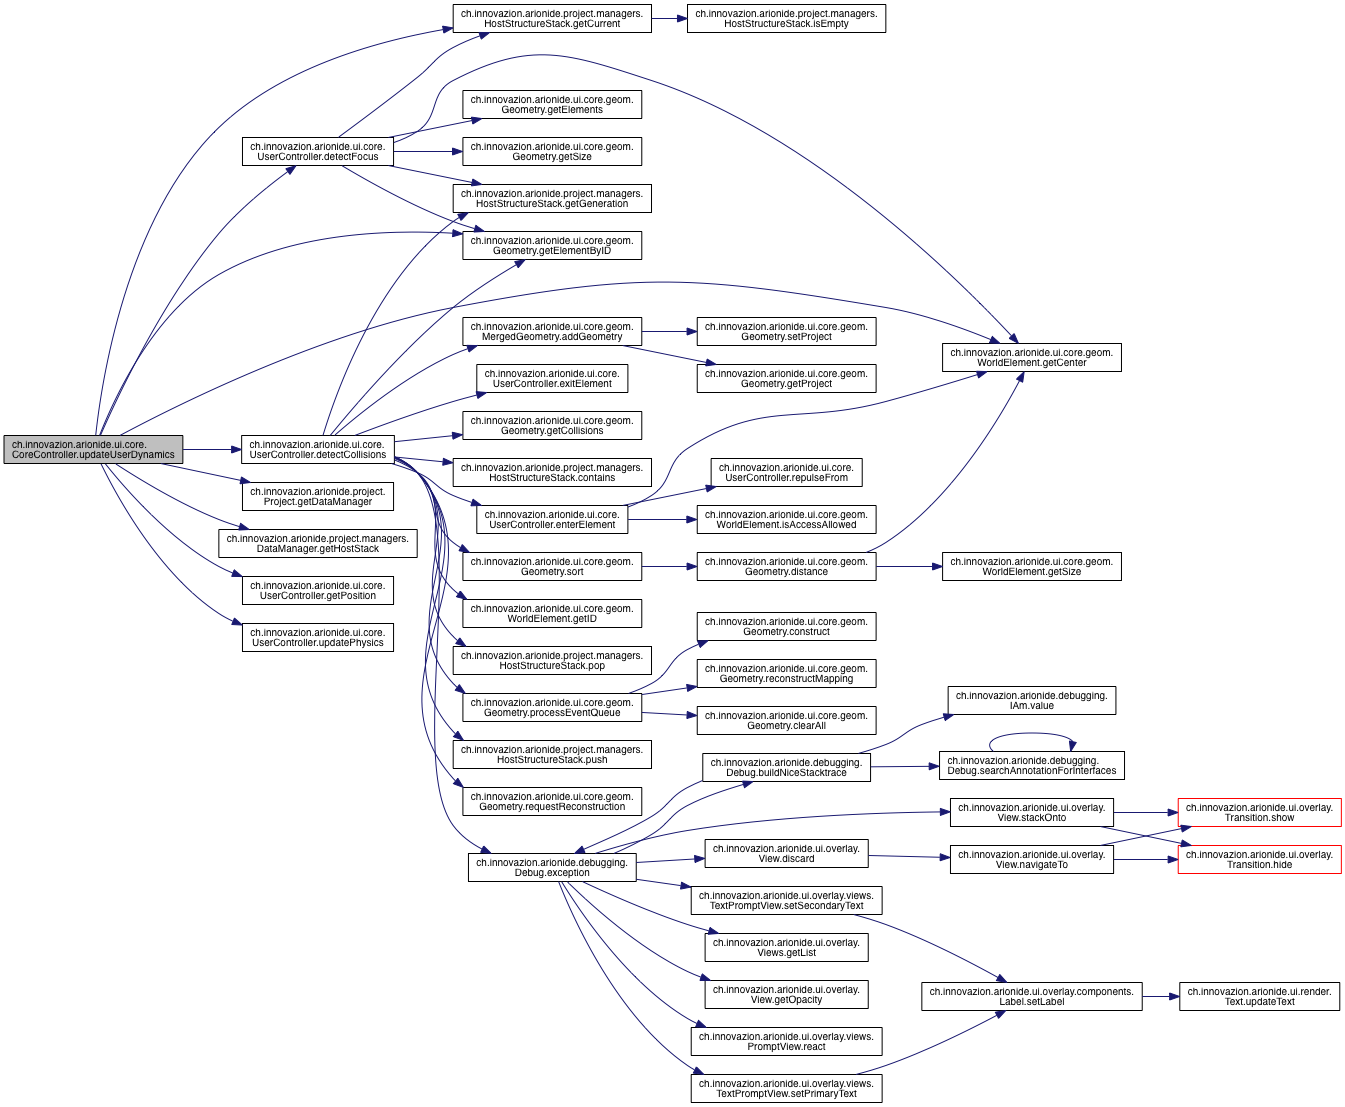 ch.innovazion.arionide.project.managers.
HostStructureStack.getCurrent
ch.innovazion.arionide.project.managers.
HostStructureStack.isEmpty
ch.innovazion.arionide.ui.core.geom.
Geometry.getElements
ch.innovazion.arionide.ui.core.
UserController.detectFocus
ch.innovazion.arionide.ui.core.geom.
Geometry.getSize
ch.innovazion.arionide.project.managers.
HostStructureStack.getGeneration
ch.innovazion.arionide.ui.core.geom.
Geometry.getElementByID
ch.innovazion.arionide.ui.core.geom.
MergedGeometry.addGeometry
ch.innovazion.arionide.ui.core.geom.
Geometry.setProject
ch.innovazion.arionide.ui.core.geom.
WorldElement.getCenter
ch.innovazion.arionide.ui.core.
UserController.exitElement
ch.innovazion.arionide.ui.core.geom.
Geometry.getProject
ch.innovazion.arionide.ui.core.geom.
Geometry.getCollisions
ch.innovazion.arionide.ui.core.
CoreController.updateUserDynamics
ch.innovazion.arionide.ui.core.
UserController.detectCollisions
ch.innovazion.arionide.project.managers.
HostStructureStack.contains
ch.innovazion.arionide.ui.core.
UserController.repulseFrom
ch.innovazion.arionide.project.
Project.getDataManager
ch.innovazion.arionide.ui.core.
UserController.enterElement
ch.innovazion.arionide.ui.core.geom.
WorldElement.isAccessAllowed
ch.innovazion.arionide.project.managers.
DataManager.getHostStack
ch.innovazion.arionide.ui.core.geom.
Geometry.sort
ch.innovazion.arionide.ui.core.geom.
Geometry.distance
ch.innovazion.arionide.ui.core.geom.
WorldElement.getSize
ch.innovazion.arionide.ui.core.
UserController.getPosition
ch.innovazion.arionide.ui.core.geom.
WorldElement.getID
ch.innovazion.arionide.ui.core.geom.
Geometry.construct
ch.innovazion.arionide.ui.core.
UserController.updatePhysics
ch.innovazion.arionide.project.managers.
HostStructureStack.pop
ch.innovazion.arionide.ui.core.geom.
Geometry.reconstructMapping
ch.innovazion.arionide.ui.core.geom.
Geometry.processEventQueue
ch.innovazion.arionide.ui.core.geom.
Geometry.clearAll
ch.innovazion.arionide.debugging.
IAm.value
ch.innovazion.arionide.project.managers.
HostStructureStack.push
ch.innovazion.arionide.debugging.
Debug.buildNiceStacktrace
ch.innovazion.arionide.debugging.
Debug.searchAnnotationForInterfaces
ch.innovazion.arionide.ui.core.geom.
Geometry.requestReconstruction
ch.innovazion.arionide.ui.overlay.
View.stackOnto
ch.innovazion.arionide.ui.overlay.
Transition.show
ch.innovazion.arionide.debugging.
Debug.exception
ch.innovazion.arionide.ui.overlay.
View.discard
ch.innovazion.arionide.ui.overlay.
View.navigateTo
ch.innovazion.arionide.ui.overlay.
Transition.hide
ch.innovazion.arionide.ui.overlay.views.
TextPromptView.setSecondaryText
ch.innovazion.arionide.ui.overlay.
Views.getList
ch.innovazion.arionide.ui.overlay.
View.getOpacity
ch.innovazion.arionide.ui.overlay.components.
Label.setLabel
ch.innovazion.arionide.ui.render.
Text.updateText
ch.innovazion.arionide.ui.overlay.views.
PromptView.react
ch.innovazion.arionide.ui.overlay.views.
TextPromptView.setPrimaryText